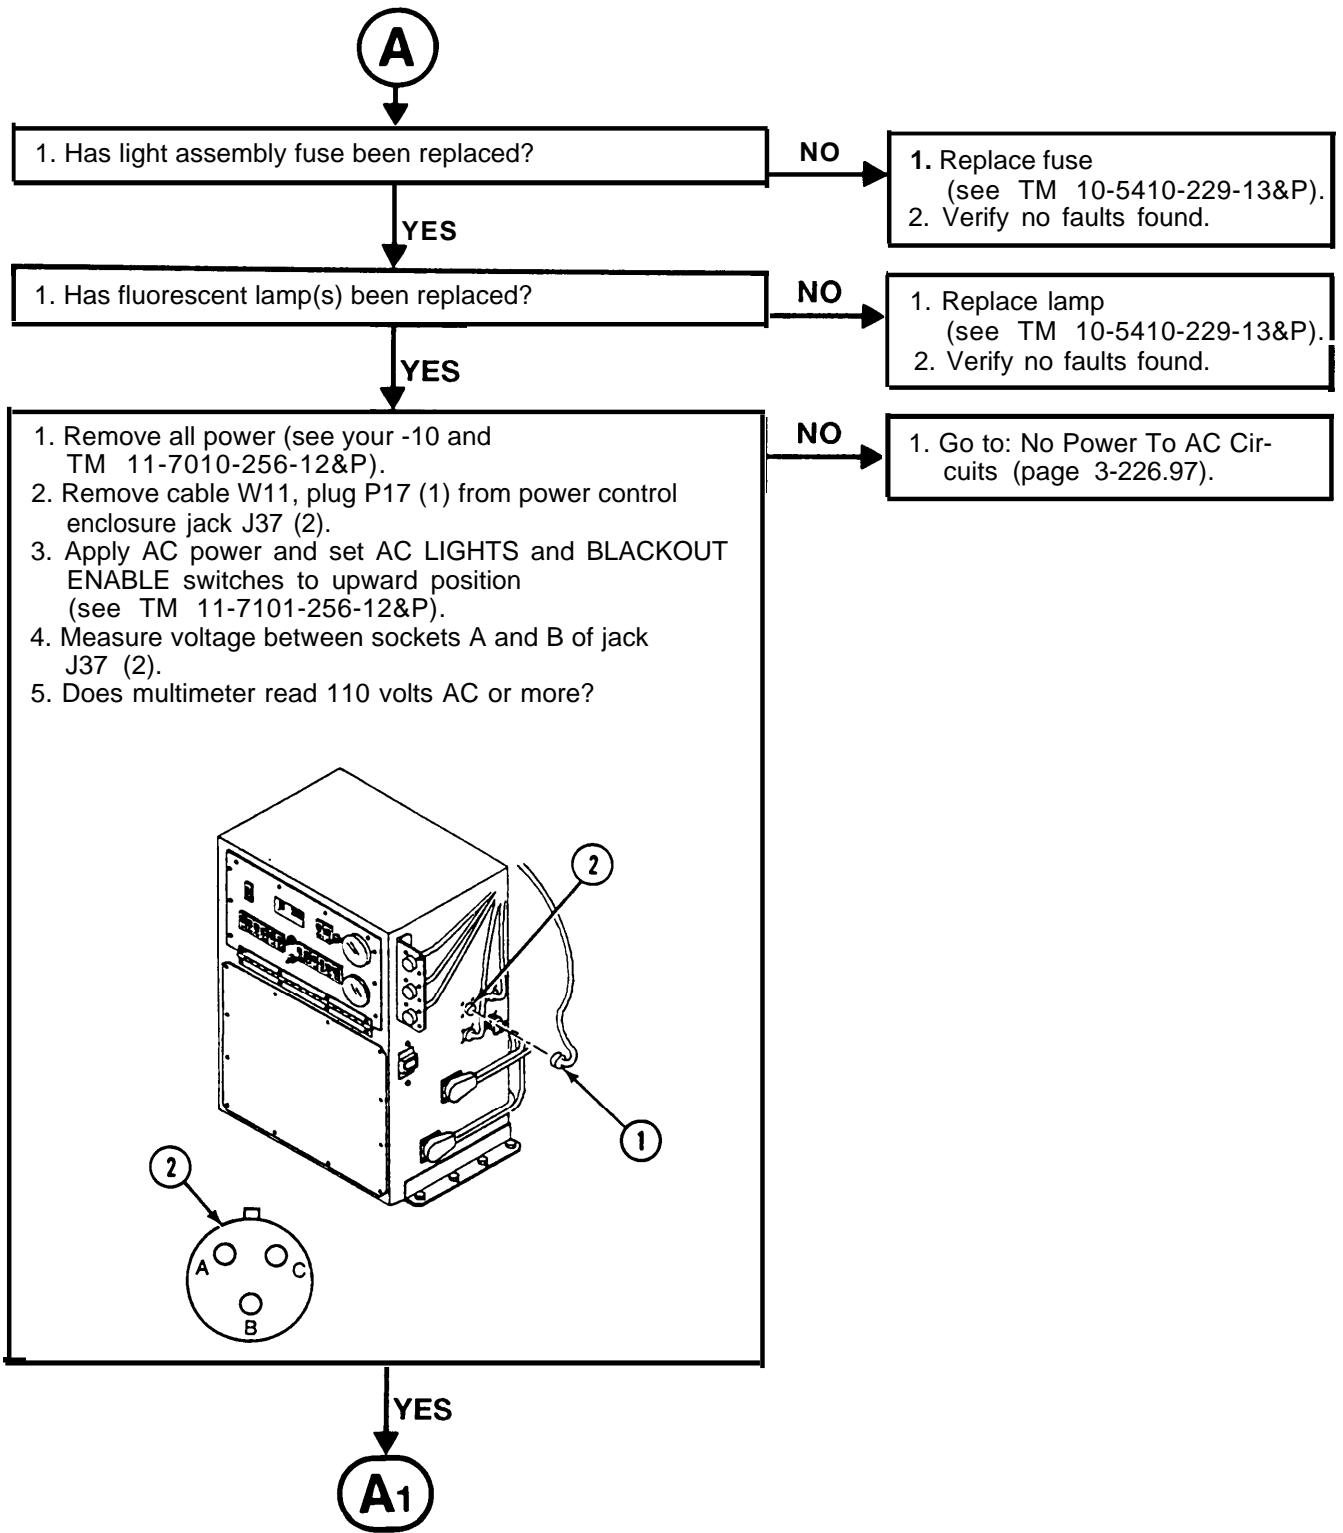 A
1. Has light assembly fuse been replaced?
NO
1. Replace fuse
(see TM 10-5410-229-13&P).
2. Verify no faults found.
YES
1. Has fluorescent lamp(s) been replaced?
NO
1. Replace lamp
(see TM 10-5410-229-13&P).
2. Verify no faults found.
YES
1. Remove all power (see your -10 and
TM 11-7010-256-12&P).
2. Remove cable W11, plug P17 (1) from power control
enclosure jack J37 (2).
3. Apply AC power and set AC LIGHTS and BLACKOUT
ENABLE switches to upward position
(see TM 11-7101-256-12&P).
4. Measure voltage between sockets A and B of jack
J37 (2).
5. Does multimeter read 110 volts AC or more?
NO
1. Go to: No Power To AC Cir-
cuits (page 3-226.97).
2
1
2
A
C
B
YES
A1